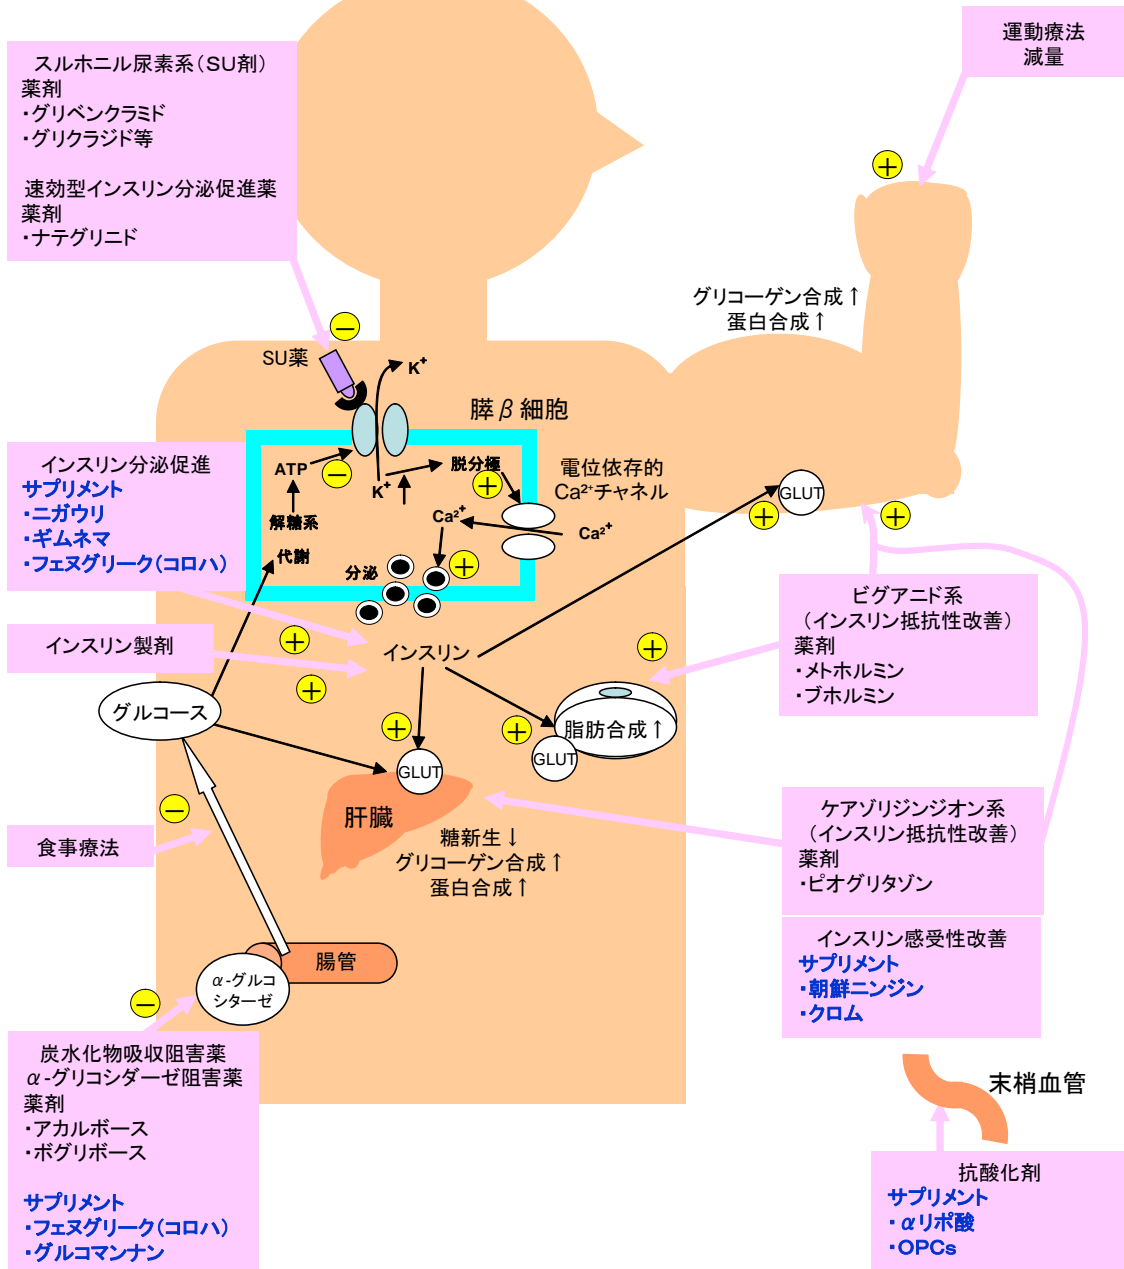 スルホニル尿素系（SU剤）
薬剤
・グリベンクラミド
・グリクラジド等
速効型インスリン分泌促進薬
薬剤
・ナテグリニド
運動療法
減量
＋
グリコーゲン合成↑
蛋白合成↑
－
SU薬
K⁺
膵β細胞
インスリン分泌促進
サプリメント
・ニガウリ
・ギムネマ
・フェヌグリーク（コロハ）
ATP
－
K⁺
脱分極
＋
電位依存的
Ca²⁺チャネル
解糖系
Ca²⁺
Ca²⁺
代謝
分泌
＋
GLUT
＋
＋
インスリン製剤
＋
＋
インスリン
＋
ビグアニド系
（インスリン抵抗性改善）
薬剤
・メトホルミン
・ブホルミン
グルコース
＋
＋
脂肪合成↑
GLUT
GLUT
肝臓
糖新生↓
グリコーゲン合成↑
蛋白合成↑
－
食事療法
ケアゾリジンジオン系
（インスリン抵抗性改善）
薬剤
・ピオグリタゾン
インスリン感受性改善
サプリメント
・朝鮮ニンジン
・クロム
腸管
α-グルコ
シターゼ
－
炭水化物吸収阻害薬
α-グリコシダーゼ阻害薬
薬剤
・アカルボース
・ボグリボース
サプリメント
・フェヌグリーク（コロハ）
・グルコマンナン
末梢血管
抗酸化剤
サプリメント
・αリポ酸
・OPCs